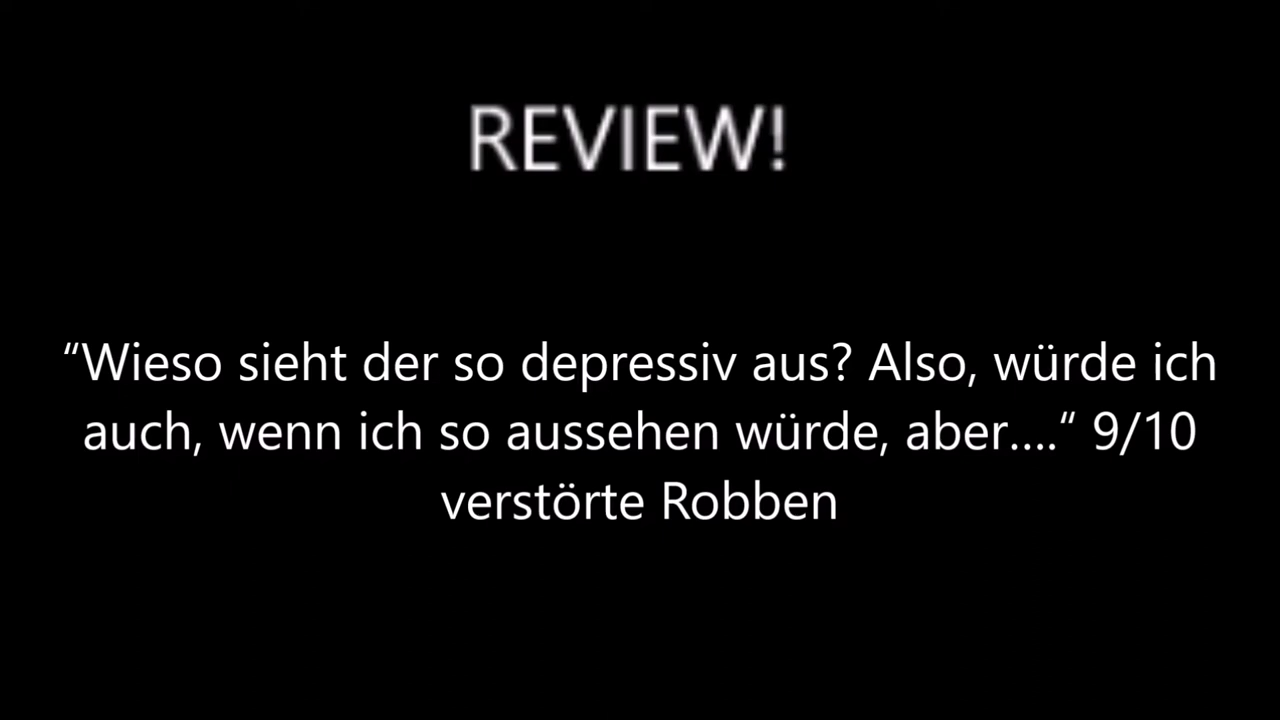 REVIEW!
“Wieso sieht der so depressiv aus? Also, würde ich
auch, wenn ich so aussehen würde, aber....“ 9/10
verstörte Robben